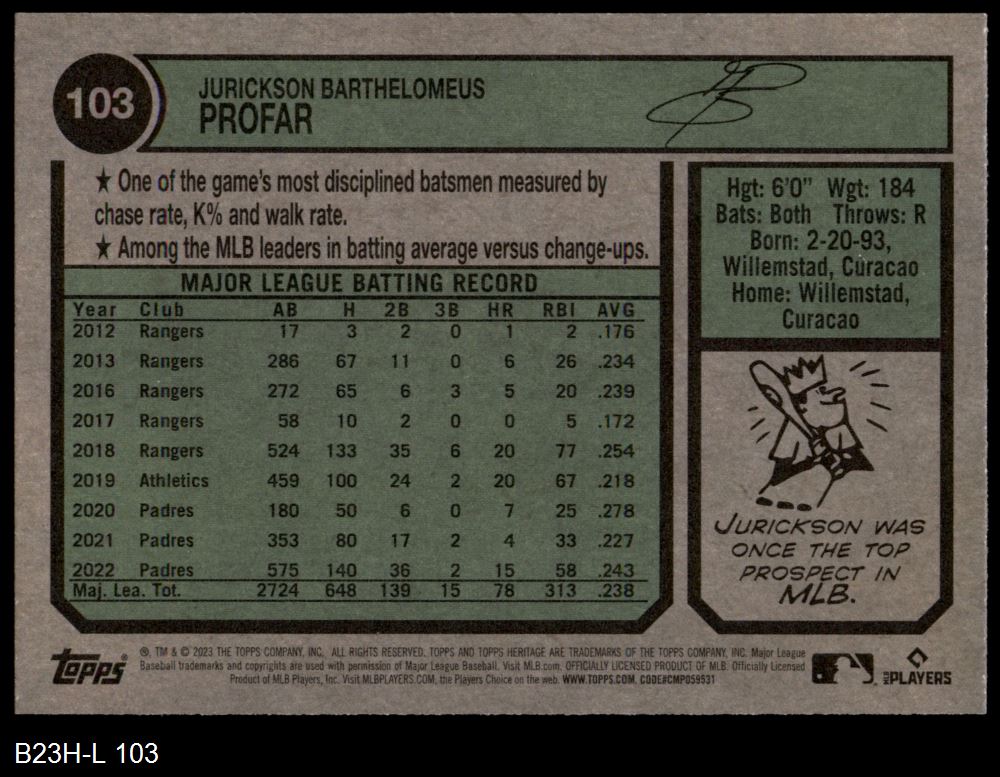 103
JURICKSON BARTHELOMEUS
PROFAR
★ One of the game's most disciplined batsmen measured by
chase rate, K% and walk rate.
★ Among the MLB leaders in batting average versus change-ups.
MAJOR LEAGUE BATTING RECORD
Year Club AB H 2B 3B HR RBI AVG
2012 Rangers 17 3 2 0 1 2 .176
2013 Rangers 286 67 11 0 6 26 .234
2016 Rangers 272 65 6 3 5 20 .239
2017 Rangers 58 10 2 0 0 5 .172
2018 Rangers 524 133 35 6 20 77 .254
2019 Athletics 459 100 24 2 20 67 .218
2020 Padres 180 50 6 0 7 25 .278
2021 Padres 353 80 17 2 4 33 .227
2022 Padres 575 140 36 2 15 58 .243
Maj. Lea. Tot. 2724 648 139 15 78 313 .238
Hgt: 6'0" Wgt: 184
Bats: Both Throws: R
Born: 2-20-93,
Willemstad, Curacao
Home: Willemstad,
Curacao
JURICKSON WAS
ONCE THE TOP
PROSPECT IN
MLB.
topps
®, TM & © 2023 THE TOPPS COMPANY, INC. ALL RIGHTS RESERVED. TOPPS AND TOPPS HERITAGE ARE TRADEMARKS OF THE TOPPS COMPANY, INC. Major League
Baseball trademarks and copyrights are used with permission of Major League Baseball. Visit MLB.com. OFFICIALLY LICENSED PRODUCT OF MLB. Officially Licensed
Product of MLB Players, Inc. Visit MLBPLAYERS.COM, the Players Choice on the web. WWW.TOPPS.COM. CODE#CMP059531
MLB PLAYERS
B23H-L 103